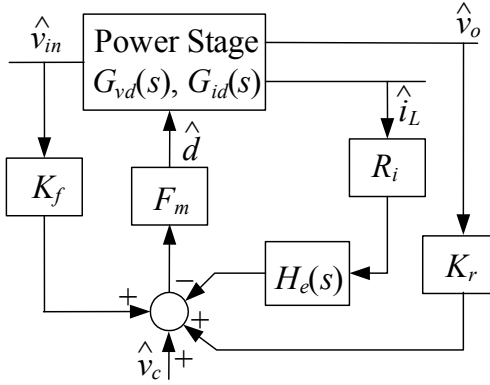 v̂in
Power Stage
Gvd(s), Gid(s)
v̂o
d̂
îL
Kf
Fm
Ri
He(s)
Kr
−
+
+
+
v̂c